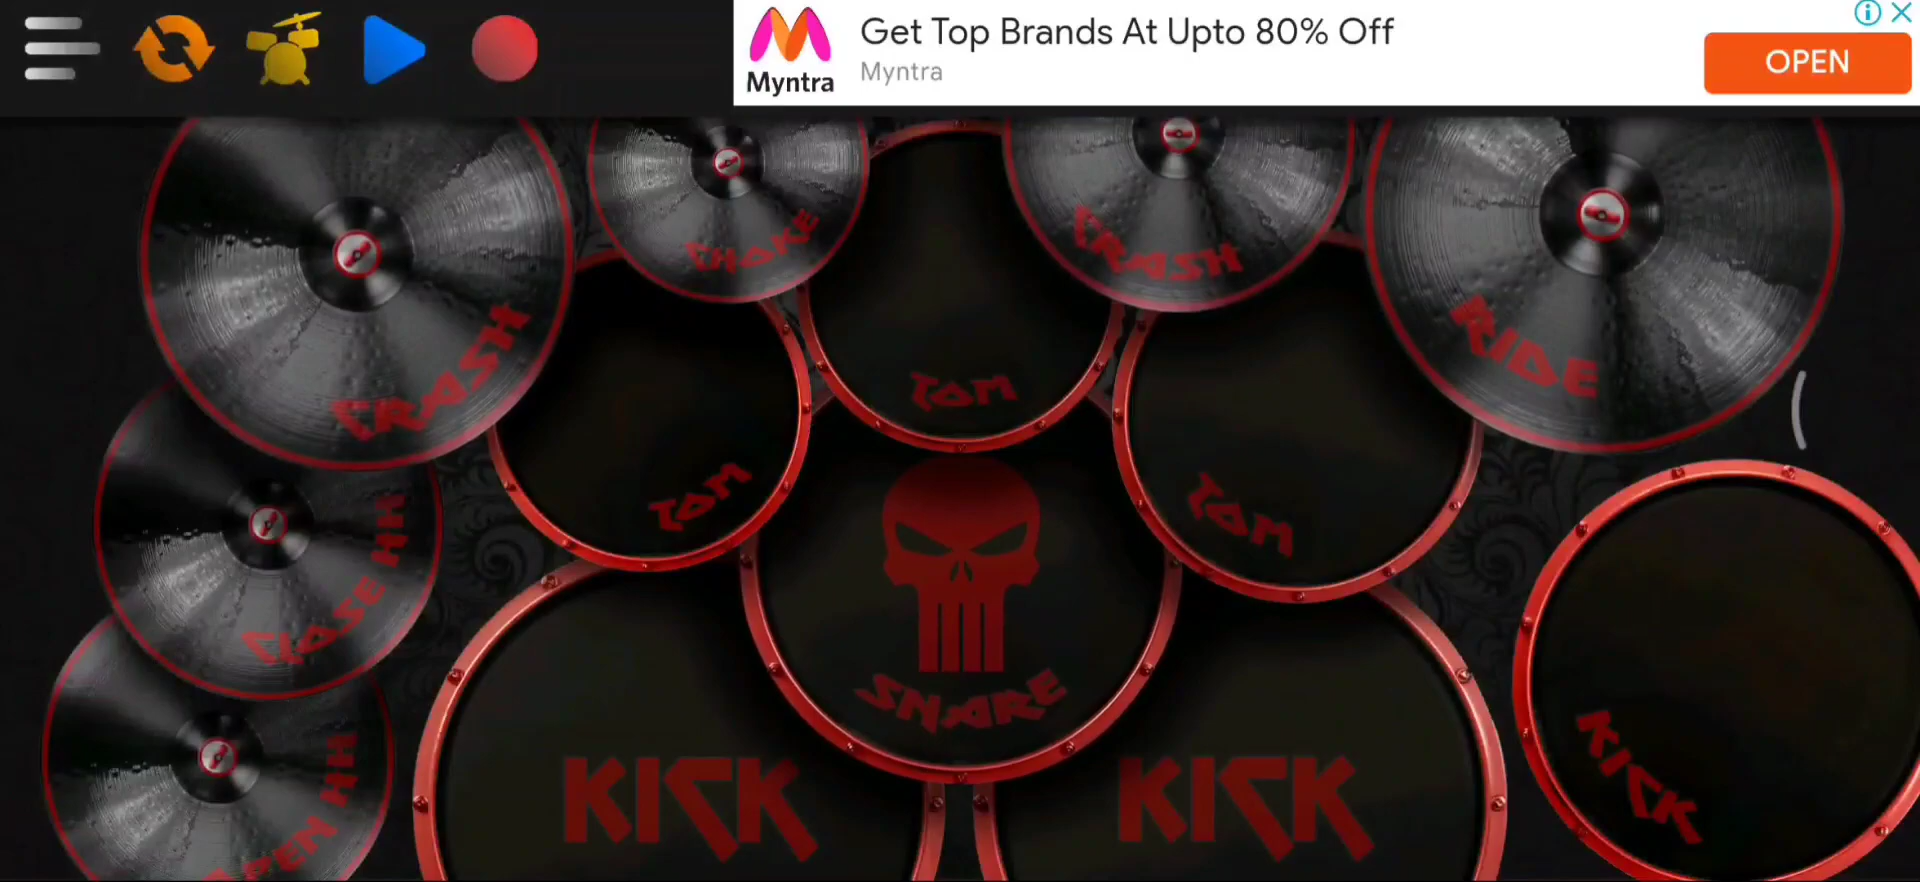 Get Top Brands At Upto 80% Off
Myntra
Myntra
OPEN
CHOKE
CRASH
CRASH
RIDE
TOM
TOM
TOM
CLOSE HH
SNARE
OPEN HH
KICK
KICK
KICK